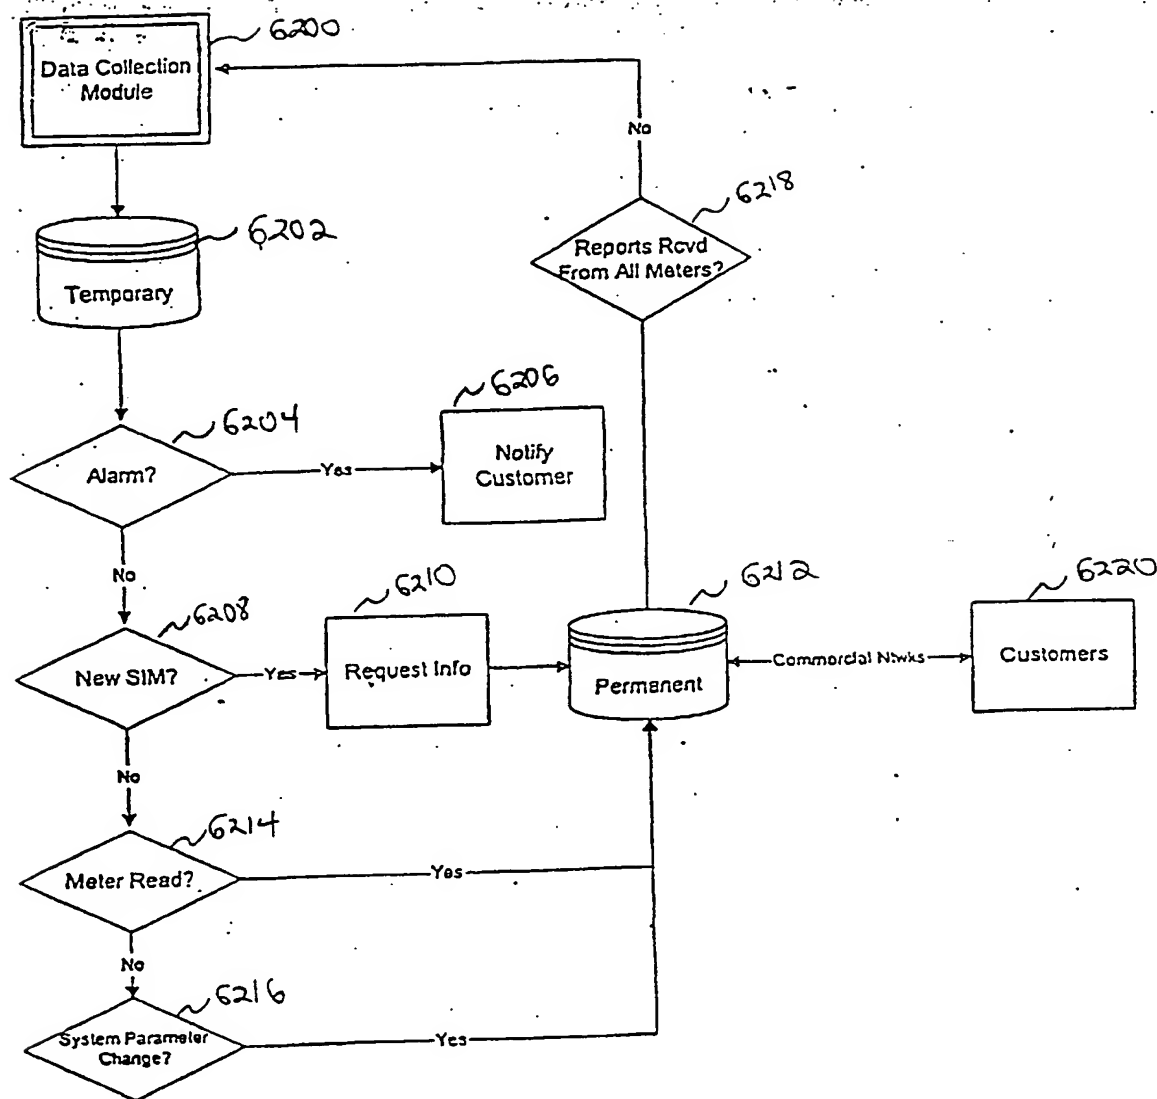 6200
Data Collection
Module
No
6218
Reports Rcvd
From All Meters?
6202
Temporary
6206
6204
Notify
Customer
Alarm?
Yes
No
6210
6212
6220
6208
New SIM?
Yes
Request Info
Permanent
Commercial Ntwks
Customers
No
6214
Meter Read?
Yes
No
6216
System Parameter
Change?
Yes